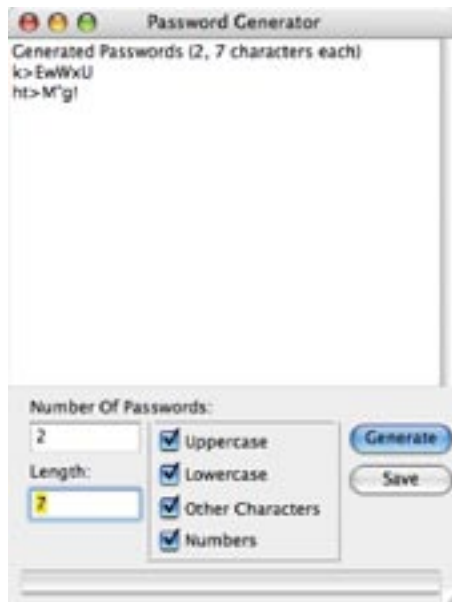 Password Generator
Generated Passwords (2, 7 characters each)
k>EwWxU
ht>M"g!
Number Of Passwords:
2
Uppercase
Generate
Length:
Lowercase
Save
7
Other Characters
Numbers